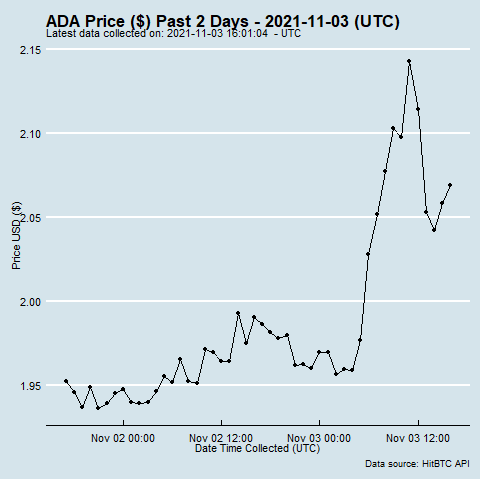 ADA Price ($) Past 2 Days - 2021-11-03 (UTC)
Latest data collected on: 2021-11-03 16:01:04 - UTC
2.15
2.10
2.05
2.00
1.95
Price USD ($)
Nov 02 00:00 Nov 02 12:00 Nov 03 00:00 Nov 03 12:00
Date Time Collected (UTC)
Data source: HitBTC API